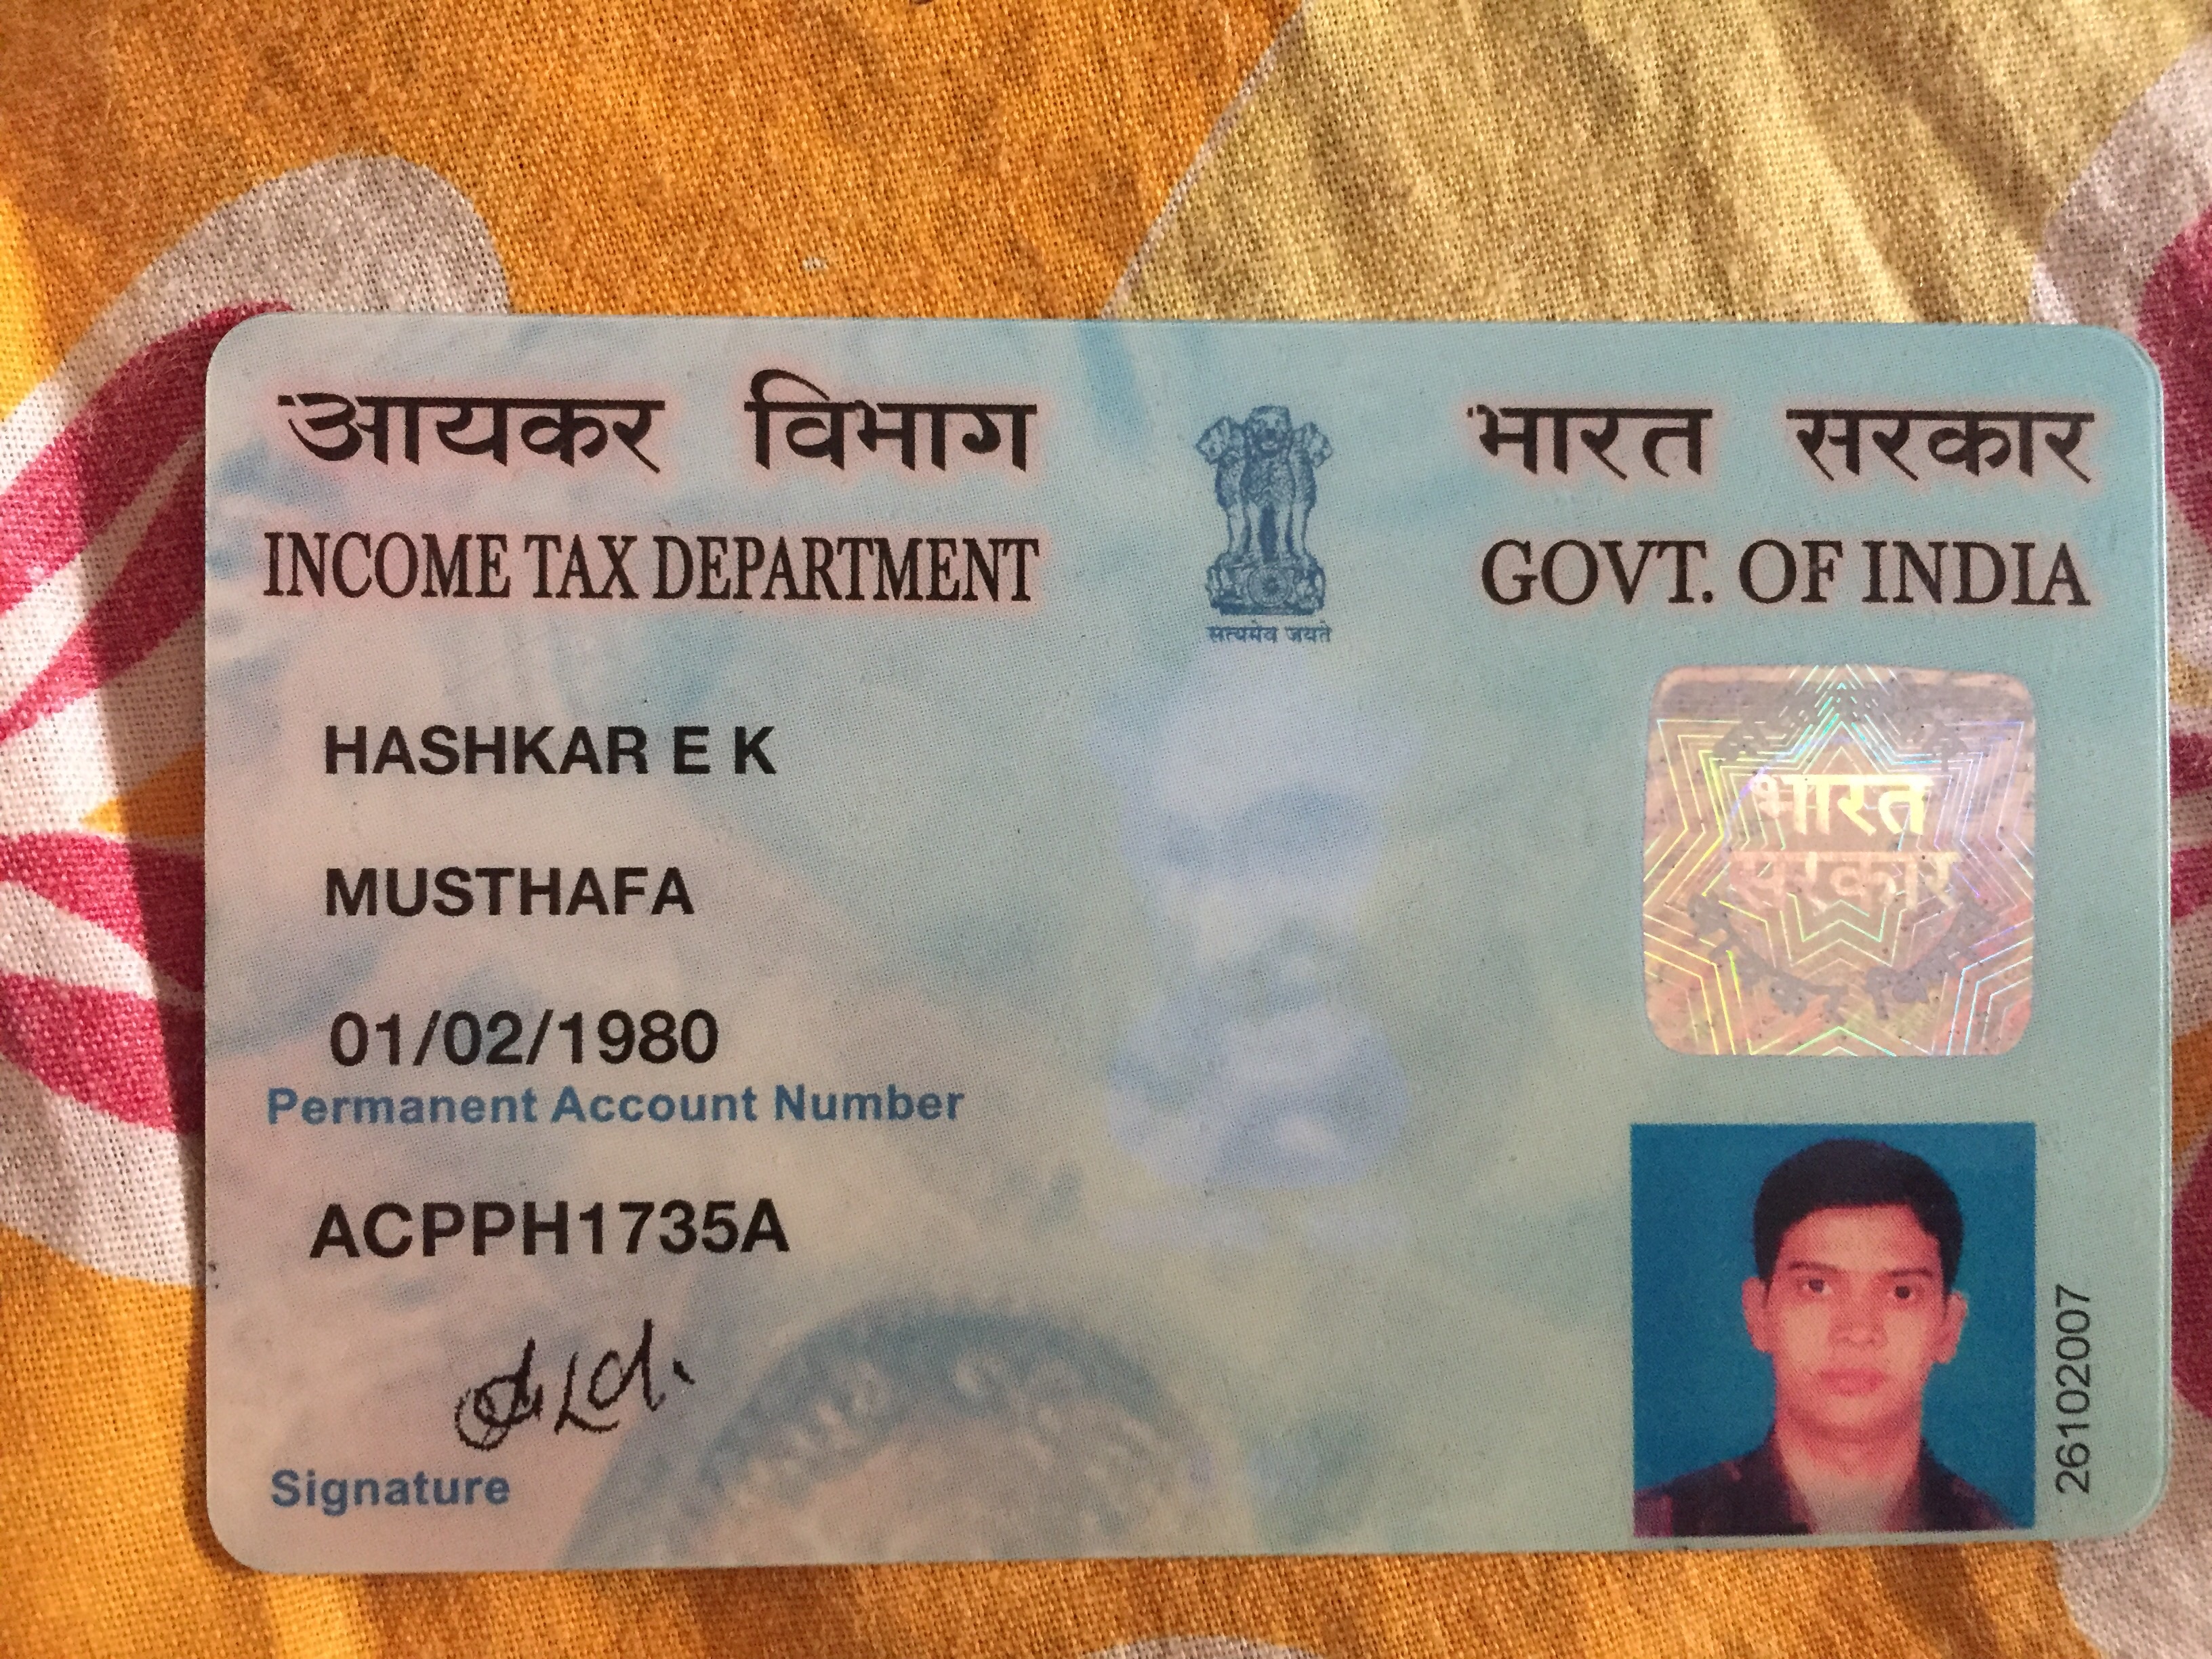 आयकर विभाग
INCOME TAX DEPARTMENT
सत्यमेव जयते
भारत सरकार
GOVT. OF INDIA
HASHKAR E K
MUSTHAFA
01/02/1980
Permanent Account Number
ACPPH1735A
Signature
भारत
26102007